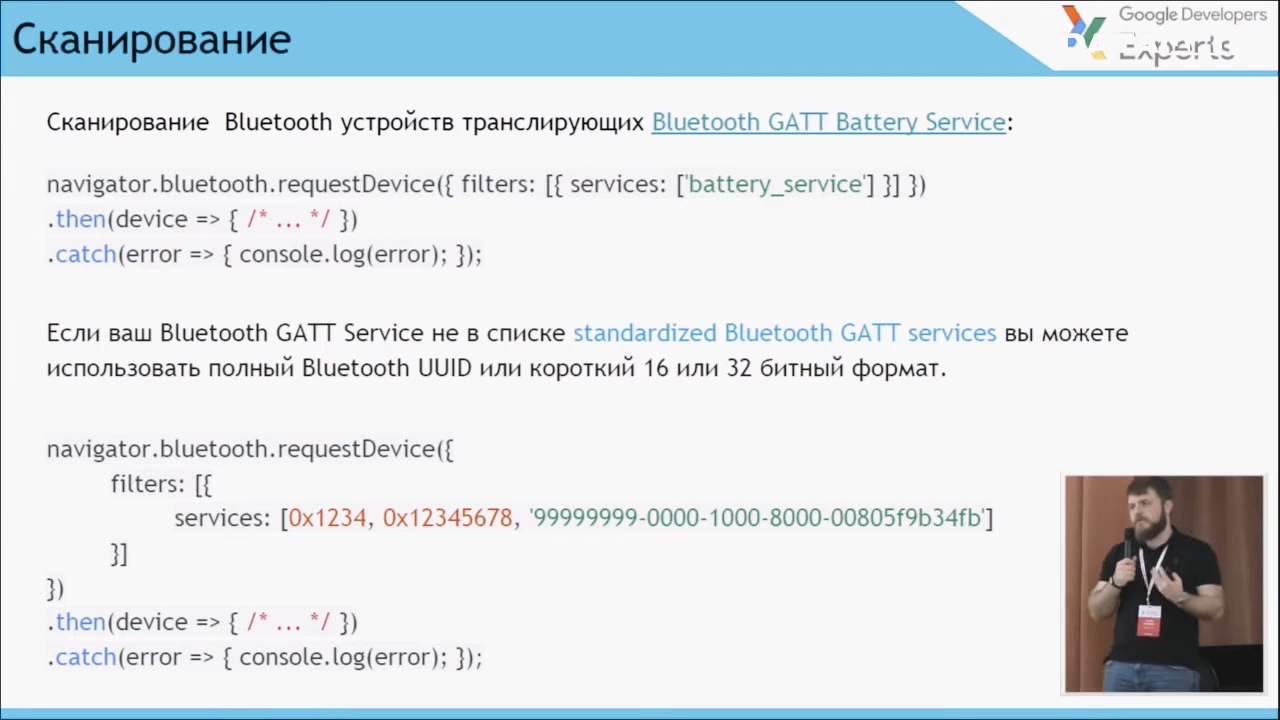 Сканирование
Google Developers
Experts
Сканирование Bluetooth устройств транслирующих Bluetooth GATT Battery Service:
navigator.bluetooth.requestDevice({ filters: [{ services: ['battery_service'] }] })
.then(device => { /* ... */ })
.catch(error => { console.log(error); });
Если ваш Bluetooth GATT Service не в списке standardized Bluetooth GATT services вы можете
использовать полный Bluetooth UUID или короткий 16 или 32 битный формат.
navigator.bluetooth.requestDevice({
filters: [{
services: [0x1234, 0x12345678, '99999999-0000-1000-8000-00805f9b34fb']
}]
})
.then(device => { /* ... */ })
.catch(error => { console.log(error); });